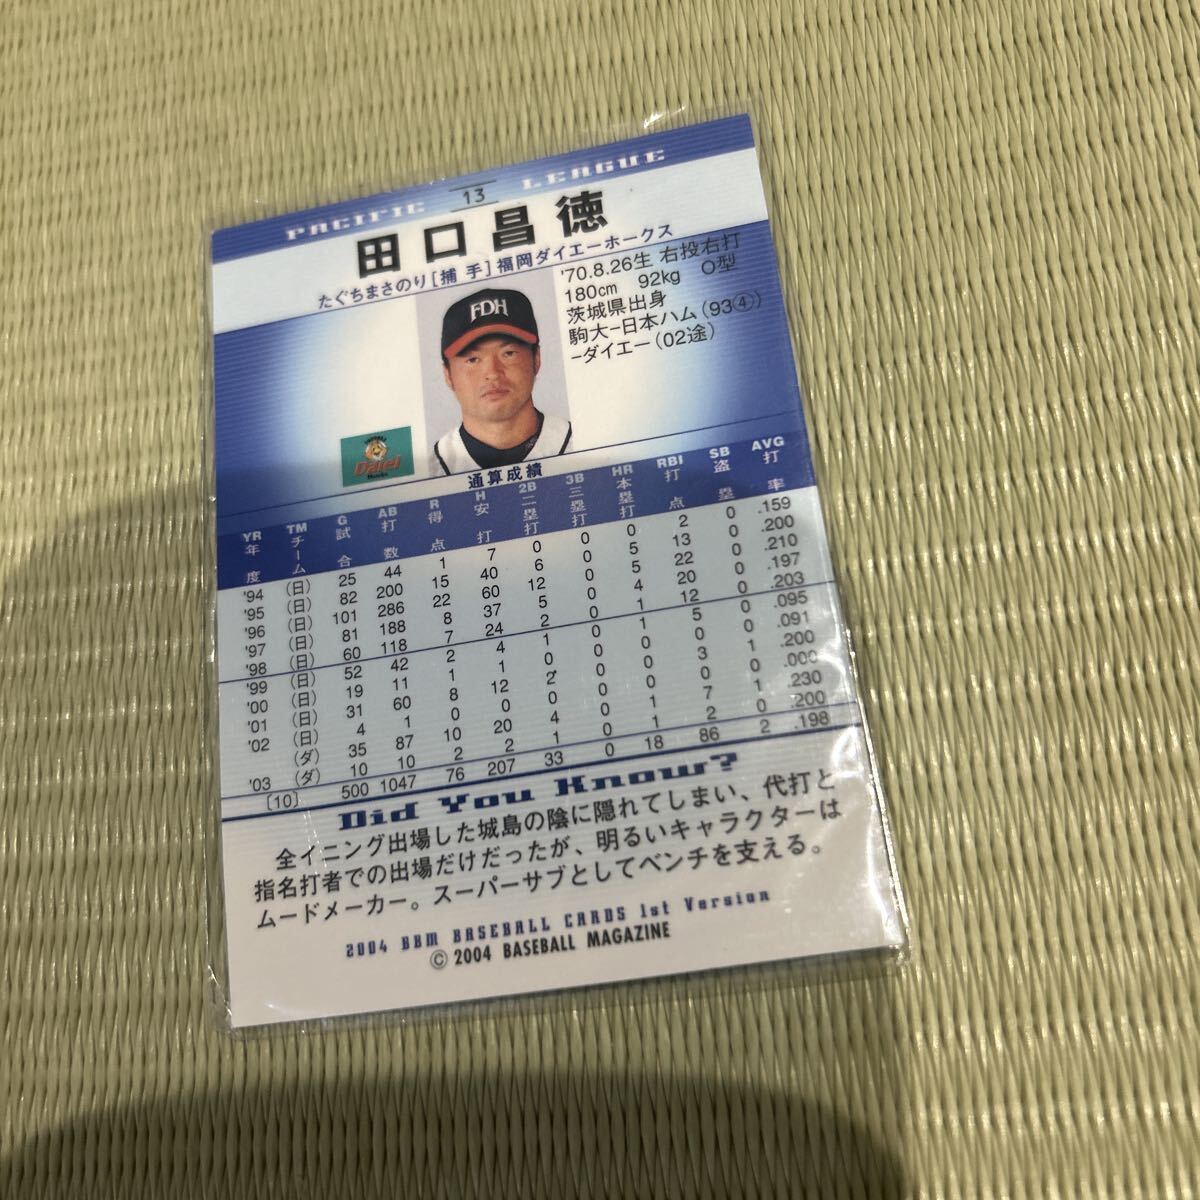 PACIFIC 13 LEAGUE
田口昌徳
たぐちまさのり[捕 手]福岡ダイエーホークス
'70.8.26生 右投右打
180cm 92kg O型
茨城県出身
駒大−日本ハム(93④)
−ダイエー(02途)
FDH
Daiei
Hawks
通算成績
YR TM G AB R H 2B 3B HR RBI SB AVG
年度 チーム 試合 打数 得点 安打 二塁打 三塁打 本塁打 打点 盗塁 打率
'94 (日) 25 44 1 7 0 0 0 2 0 .159
'95 (日) 82 200 15 40 6 0 5 13 0 .200
'96 (日) 101 286 22 60 12 0 5 22 0 .210
'97 (日) 81 188 8 37 5 0 4 20 0 .197
'98 (日) 60 118 7 24 2 0 1 12 0 .203
'99 (日) 52 42 2 4 1 0 1 5 0 .095
'00 (日) 19 11 1 1 0 0 0 0 0 .091
'01 (日) 31 60 8 12 2 0 0 3 1 .200
'02 (日) 4 1 0 0 0 0 0 0 0 .000
(ダ) 35 87 10 20 4 0 1 7 1 .230
'03 (ダ) 10 10 2 2 1 0 1 2 0 .200
〔10〕 500 1047 76 207 33 0 18 86 2 .198
Did You Know?
全イニング出場した城島の陰に隠れてしまい、代打と
指名打者での出場だけだったが、明るいキャラクターは
ムードメーカー。スーパーサブとしてベンチを支える。
2004 BBM BASEBALL CARDS 1st Version
© 2004 BASEBALL MAGAZINE